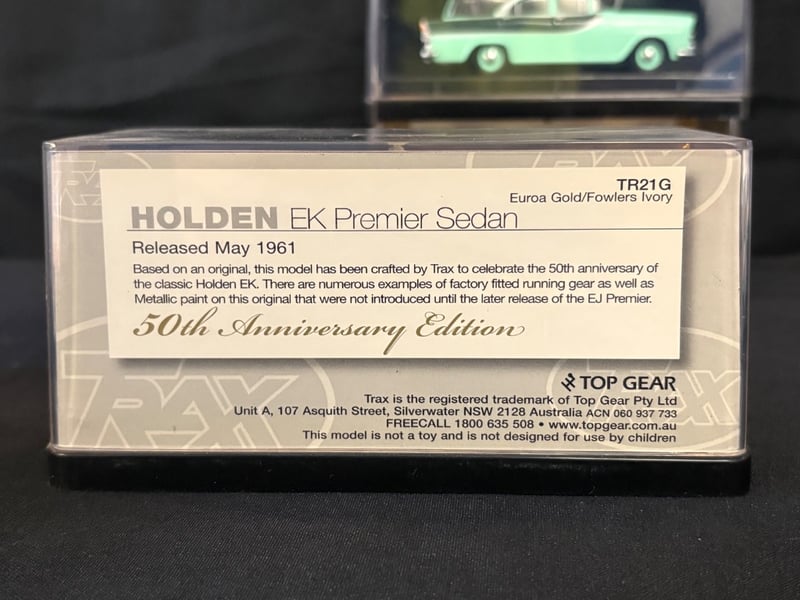 TR21G
Euroa Gold/Fowlers Ivory
HOLDEN EK Premier Sedan
Released May 1961
Based on an original, this model has been crafted by Trax to celebrate the 50th anniversary of
the classic Holden EK. There are numerous examples of factory fitted running gear as well as
Metallic paint on this original that were not introduced until the later release of the EJ Premier.
50th Anniversary Edition
TRAX
TOP GEAR
Trax is the registered trademark of Top Gear Pty Ltd
Unit A, 107 Asquith Street, Silverwater NSW 2128 Australia ACN 060 937 733
FREECALL 1800 635 508 • www.topgear.com.au
This model is not a toy and is not designed for use by children